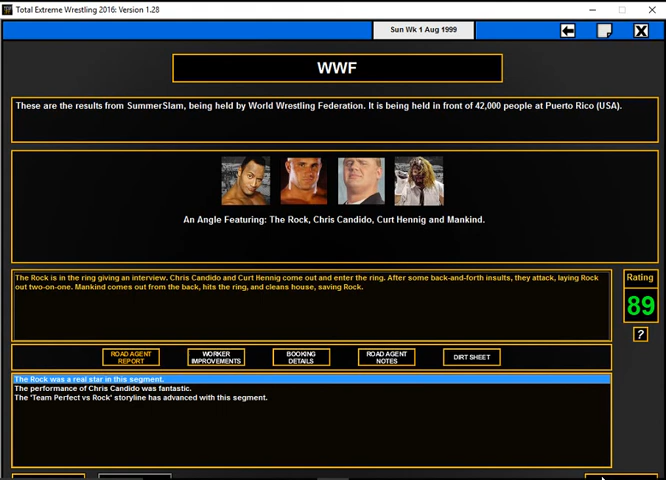 Total Extreme Wrestling 2016: Version 1.28
Sun Wk 1 Aug 1999
WWF
These are the results from SummerSlam, being held by World Wrestling Federation. It is being held in front of 42,000 people at Puerto Rico (USA).
An Angle Featuring: The Rock, Chris Candido, Curt Hennig and Mankind.
The Rock is in the ring giving an interview. Chris Candido and Curt Hennig come out and enter the ring. After some back-and-forth insults, they attack, laying Rock
out two-on-one. Mankind comes out from the back, hits the ring, and cleans house, saving Rock.
Rating
89
?
ROAD AGENT
REPORT
WORKER
IMPROVEMENTS
BOOKING
DETAILS
ROAD AGENT
NOTES
DIRT SHEET
The Rock was a real star in this segment.
The performance of Chris Candido was fantastic.
The 'Team Perfect vs Rock' storyline has advanced with this segment.